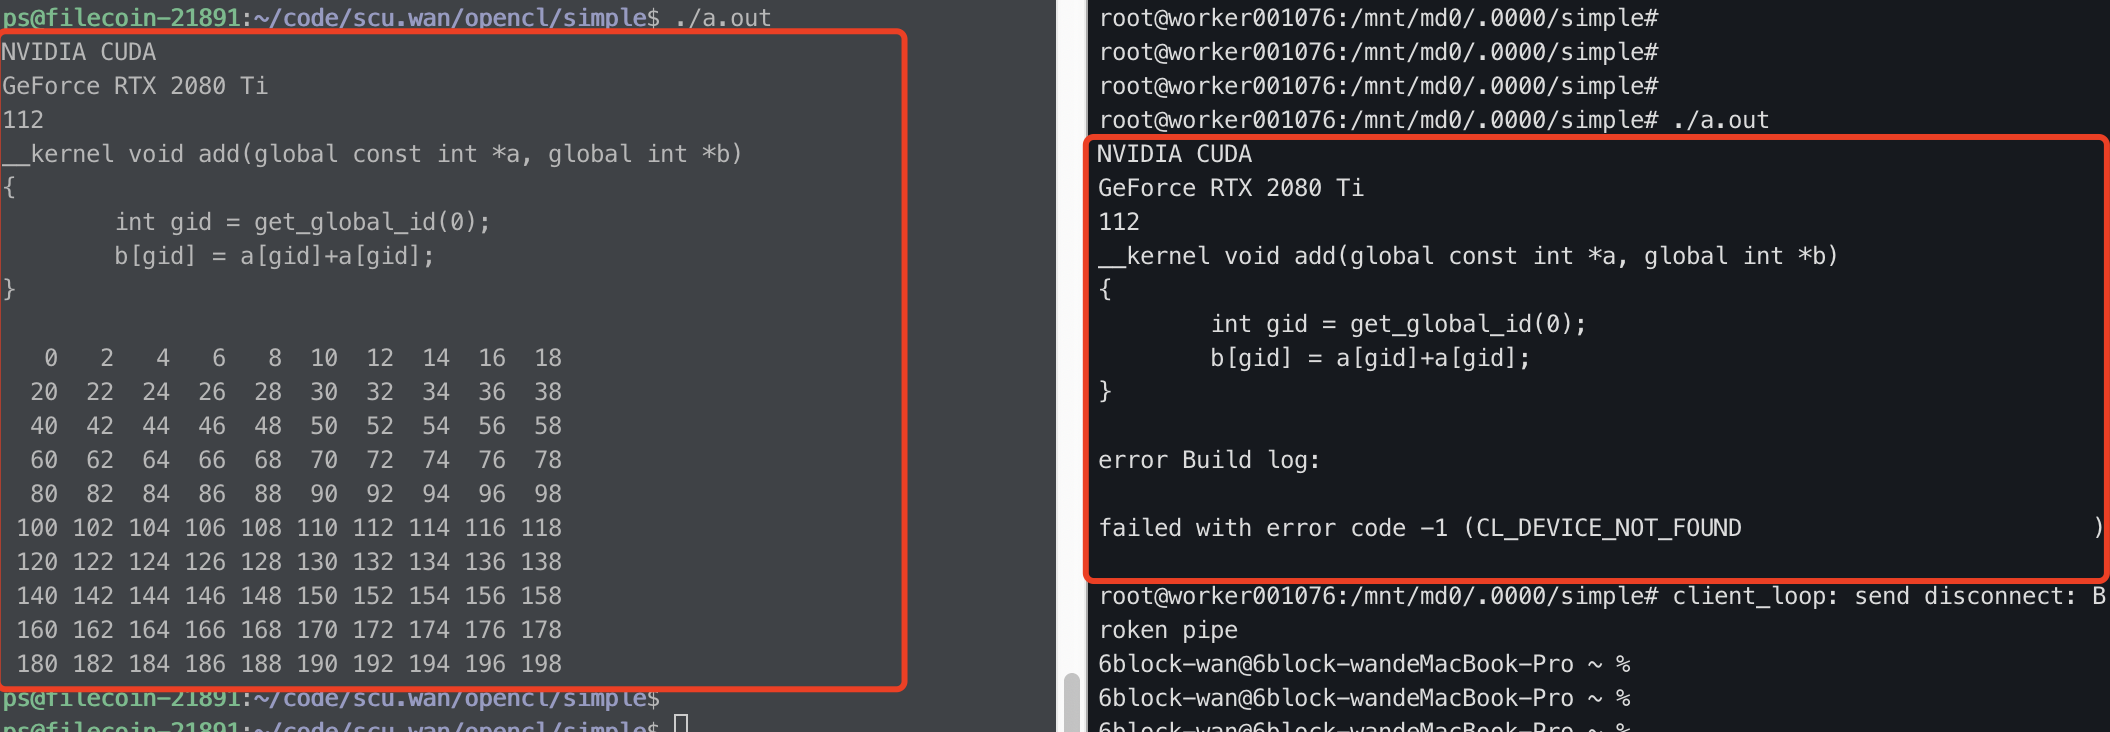 ps@filecoin-21891:~/code/scu.wan/opencl/simple$ ./a.out
NVIDIA CUDA
GeForce RTX 2080 Ti
112
__kernel void add(global const int *a, global int *b)
{
        int gid = get_global_id(0);
        b[gid] = a[gid]+a[gid];
}

   0   2   4   6   8  10  12  14  16  18
  20  22  24  26  28  30  32  34  36  38
  40  42  44  46  48  50  52  54  56  58
  60  62  64  66  68  70  72  74  76  78
  80  82  84  86  88  90  92  94  96  98
 100 102 104 106 108 110 112 114 116 118
 120 122 124 126 128 130 132 134 136 138
 140 142 144 146 148 150 152 154 156 158
 160 162 164 166 168 170 172 174 176 178
 180 182 184 186 188 190 192 194 196 198
ps@filecoin-21891:~/code/scu.wan/opencl/simple$
ps@filecoin-21891:~/code/scu.wan/opencl/simple$
root@worker001076:/mnt/md0/.0000/simple#
root@worker001076:/mnt/md0/.0000/simple#
root@worker001076:/mnt/md0/.0000/simple#
root@worker001076:/mnt/md0/.0000/simple# ./a.out
NVIDIA CUDA
GeForce RTX 2080 Ti
112
__kernel void add(global const int *a, global int *b)
{
        int gid = get_global_id(0);
        b[gid] = a[gid]+a[gid];
}

error Build log:

failed with error code -1 (CL_DEVICE_NOT_FOUND                         )

root@worker001076:/mnt/md0/.0000/simple# client_loop: send disconnect: B
roken pipe
6block-wan@6block-wandeMacBook-Pro ~ %
6block-wan@6block-wandeMacBook-Pro ~ %
6block-wan@6block-wandeMacBook-Pro ~ %